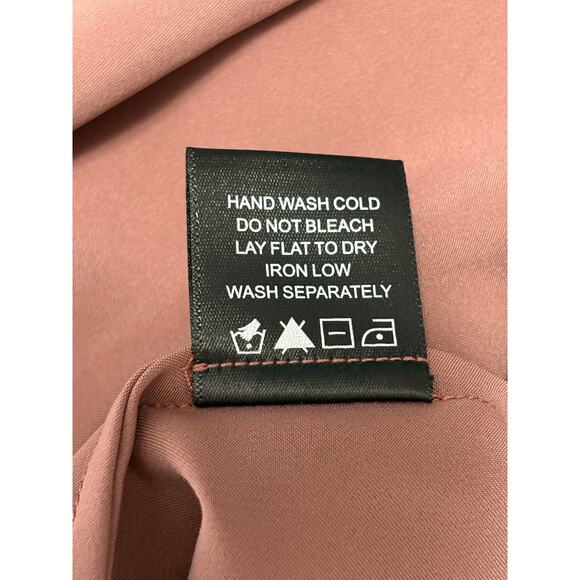 HAND WASH COLD
DO NOT BLEACH
LAY FLAT TO DRY
IRON LOW
WASH SEPARATELY